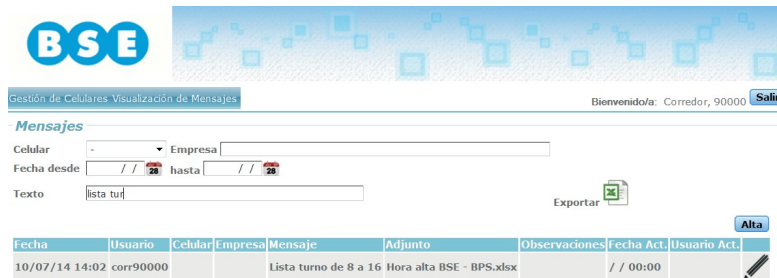 BSE
Gestión de Celulares Visualización de Mensajes
Bienvenido/a: Corredor, 90000 Sali
Mensajes
Celular - Empresa
Fecha desde / / 28 hasta / / 28
Texto lista tur
Exportar
Alta
Fecha Usuario Celular Empresa Mensaje Adjunto Observaciones Fecha Act. Usuario Act.
10/07/14 14:02 corr90000 Lista turno de 8 a 16 Hora alta BSE - BPS.xlsx / / 00:00